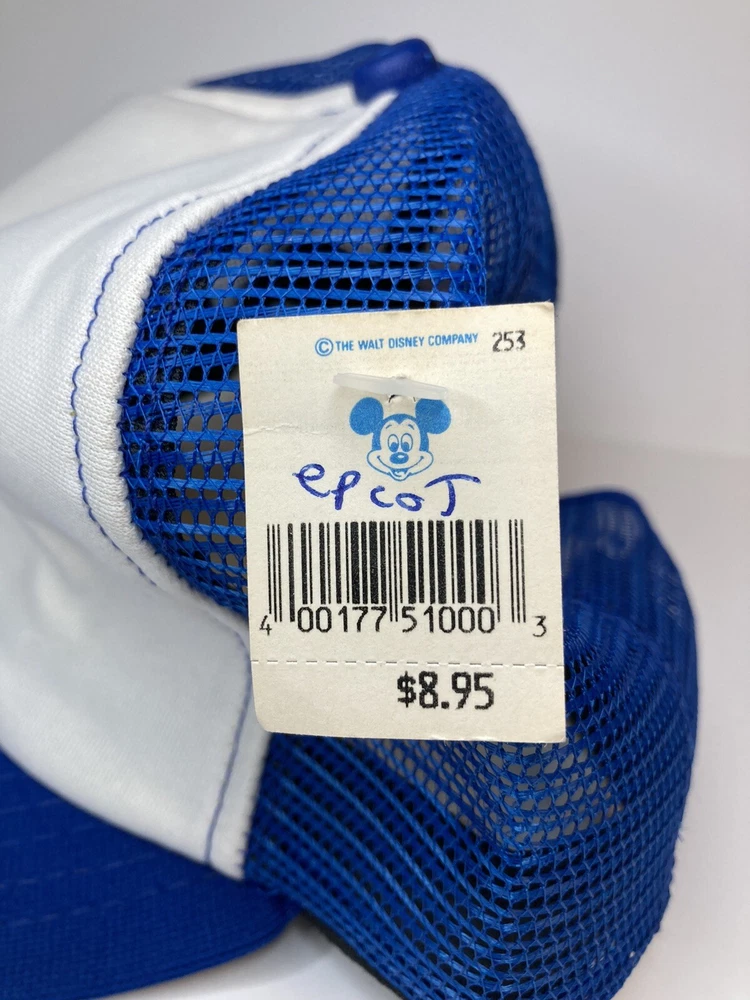 © THE WALT DISNEY COMPANY 253
epcoT
4 00177 51000 3
$8.95